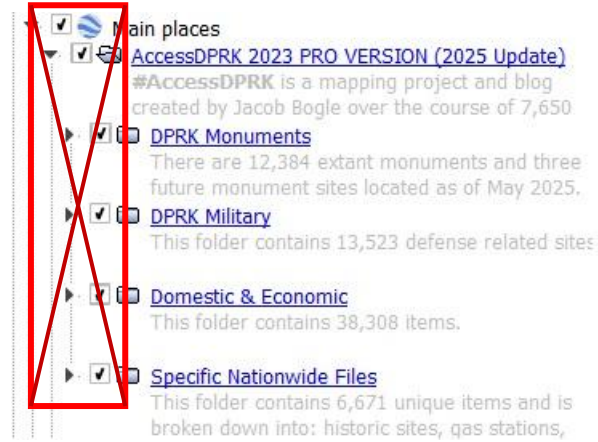 Main places
AccessDPRK 2023 PRO VERSION (2025 Update)
#AccessDPRK is a mapping project and blog
created by Jacob Bogle over the course of 7,650
DPRK Monuments
There are 12,384 extant monuments and three
future monument sites located as of May 2025.
DPRK Military
This folder contains 13,523 defense related sites
Domestic & Economic
This folder contains 38,308 items.
Specific Nationwide Files
This folder contains 6,671 unique items and is
broken down into: historic sites, gas stations,